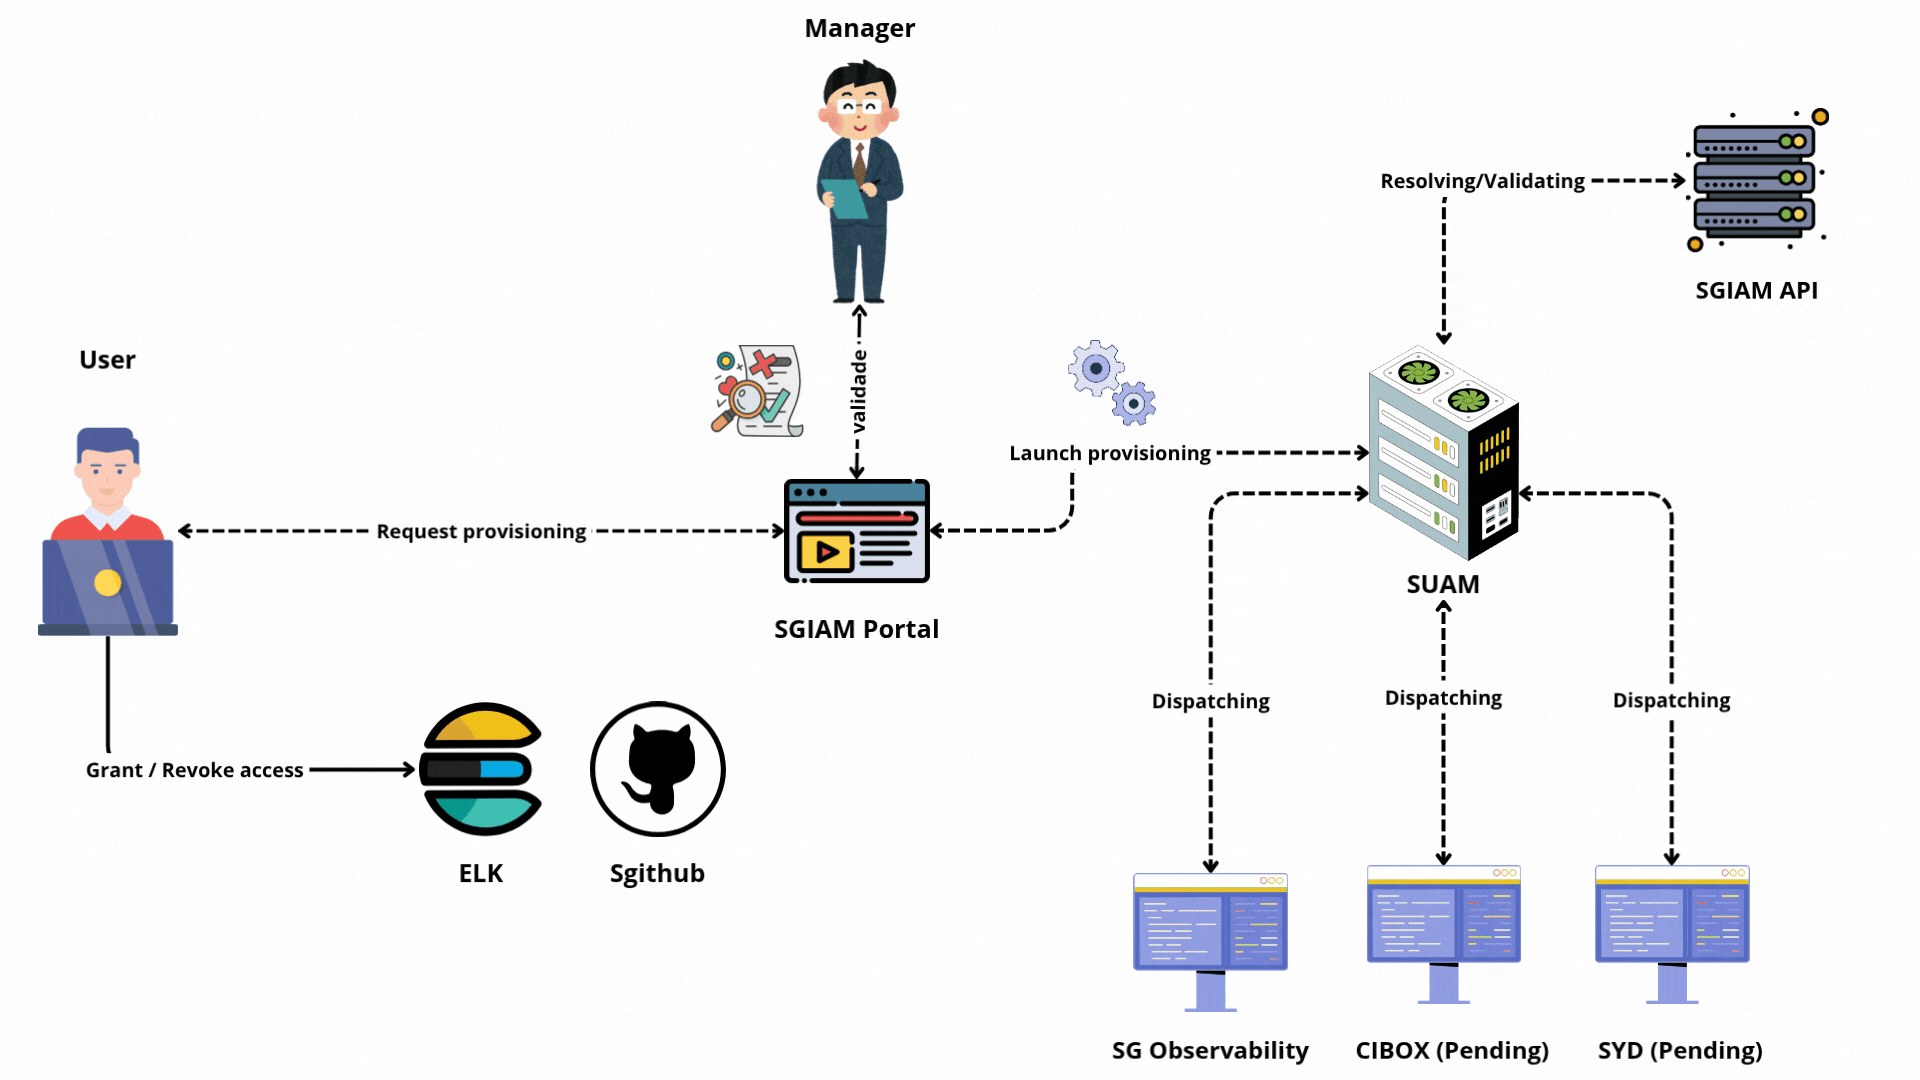 Manager
Resolving/Validating
SGIAM API
User
validade
Launch provisioning
Request provisioning
SUAM
SGIAM Portal
Dispatching
Dispatching
Dispatching
Grant / Revoke access
ELK
Sgithub
SG Observability
CIBOX (Pending)
SYD (Pending)